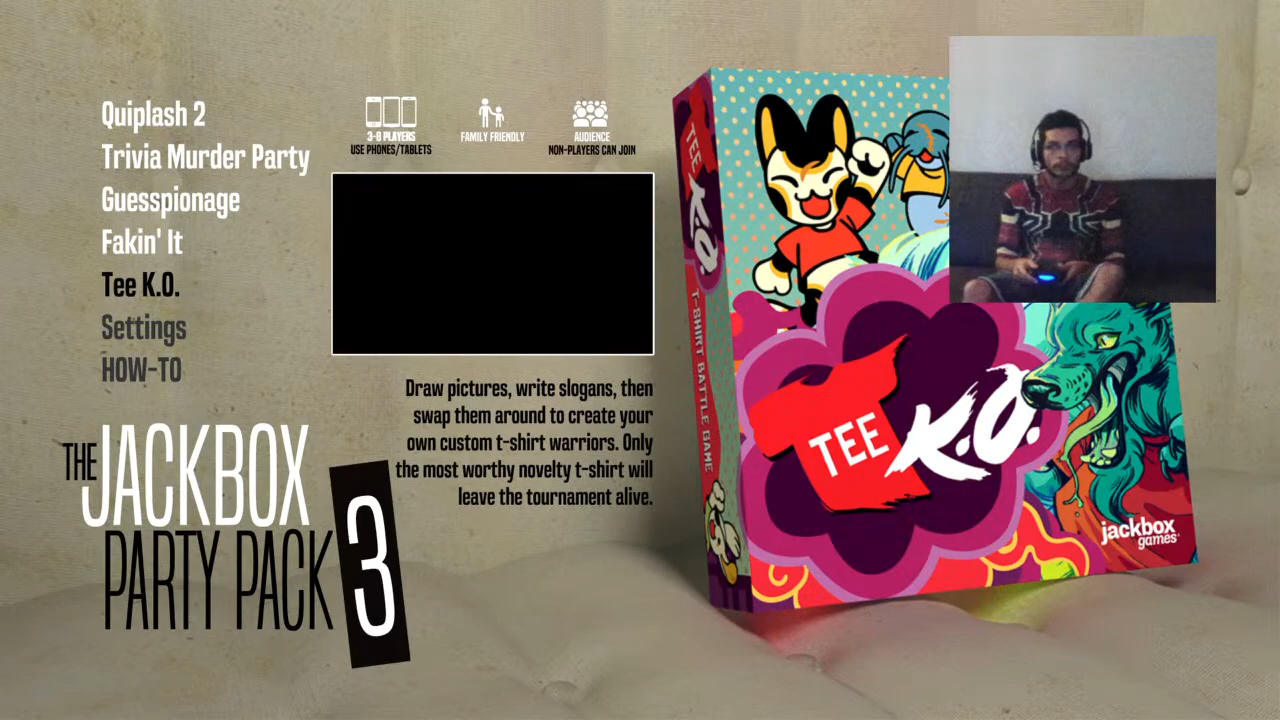 Quiplash 2
Trivia Murder Party
Guesspionage
Fakin' It
Tee K.O.
Settings
HOW-TO
THE JACKBOX
PARTY PACK 3
3-8 PLAYERS
USE PHONES/TABLETS
FAMILY FRIENDLY
AUDIENCE
NON-PLAYERS CAN JOIN
Draw pictures, write slogans, then
swap them around to create your
own custom t-shirt warriors. Only
the most worthy novelty t-shirt will
leave the tournament alive.
TEE K.O.
T-SHIRT BATTLE GAME
TEE K.O.
jackbox
games